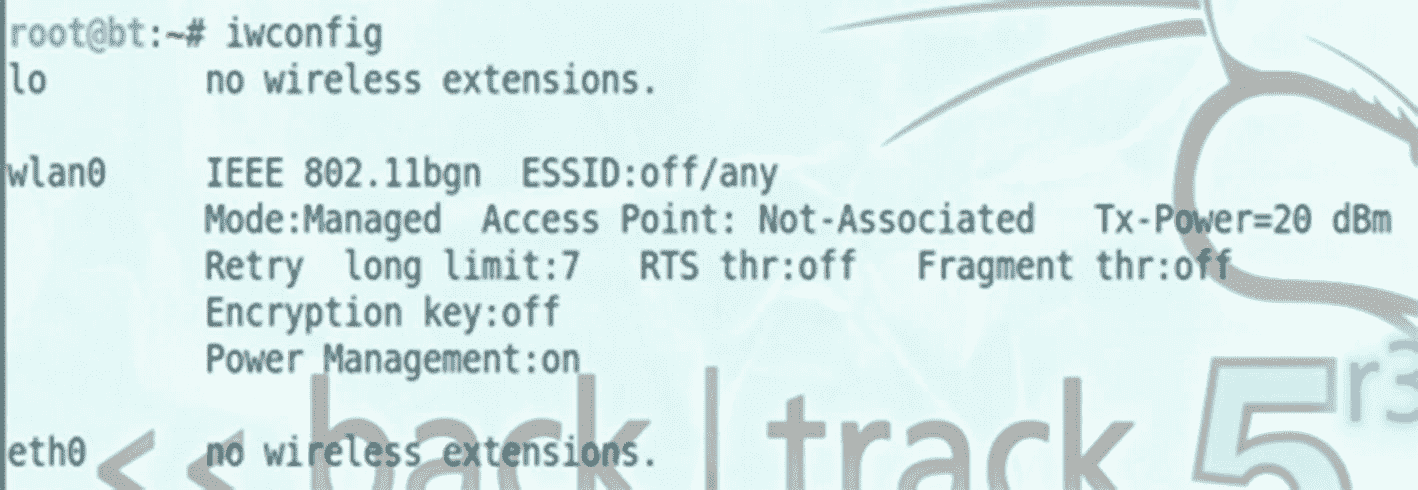 root@bt:~# iwconfig
lo        no wireless extensions.
wlan0     IEEE 802.11bgn  ESSID:off/any
          Mode:Managed  Access Point: Not-Associated   Tx-Power=20 dBm
          Retry  long limit:7   RTS thr:off   Fragment thr:off
          Encryption key:off
          Power Management:on
eth0      no wireless extensions.
<< back | track 5 r3